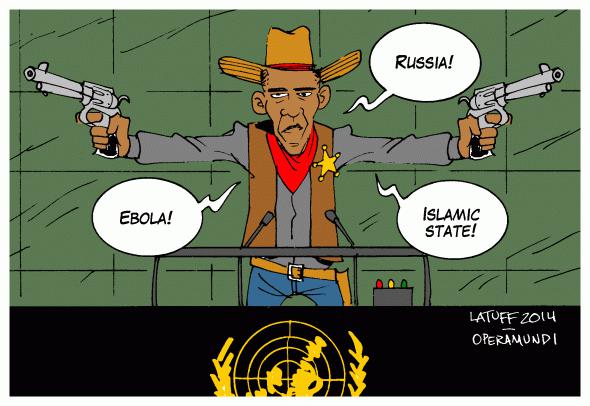 RUSSIA!
EBOLA!
ISLAMIC
STATE!
LATUFF 2014
OPERAMUNDI